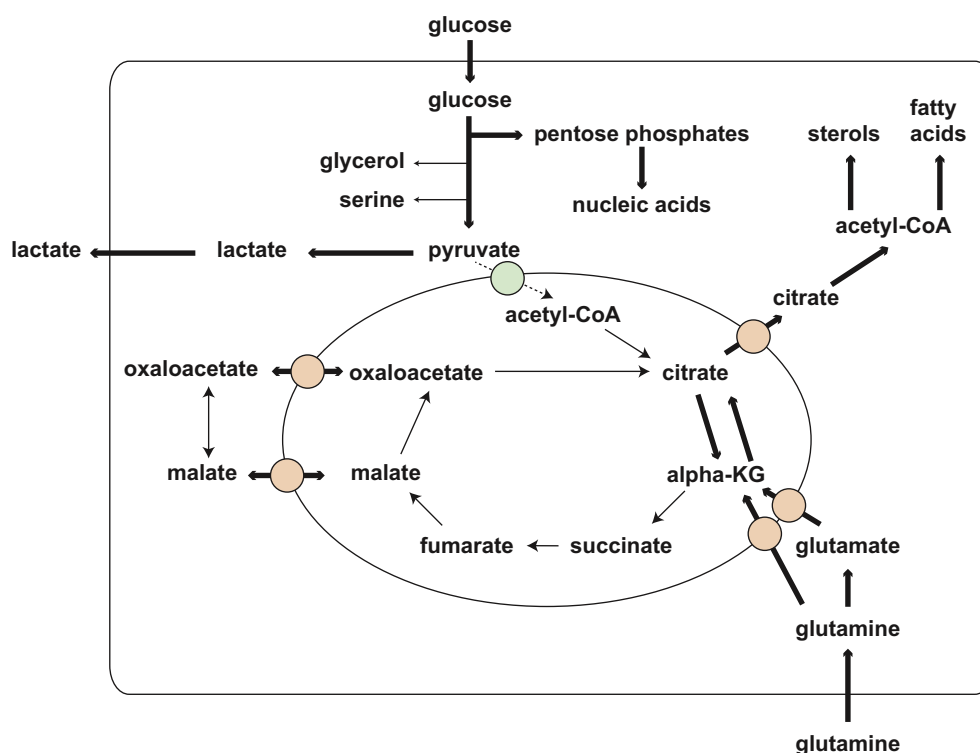 glucose
glucose
fatty
acids
sterols
pentose phosphates
glycerol
serine
nucleic acids
acetyl-CoA
lactate
lactate
pyruvate
citrate
acetyl-CoA
oxaloacetate
oxaloacetate
citrate
malate
malate
alpha-KG
fumarate
succinate
glutamate
glutamine
glutamine